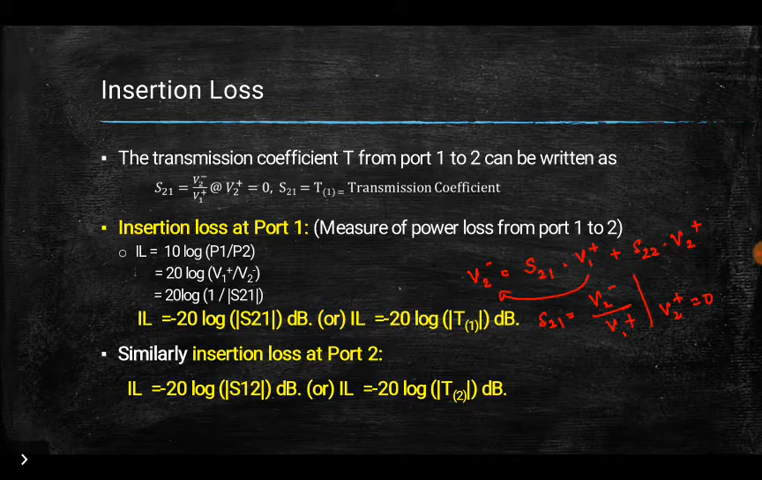 Insertion Loss
▪ The transmission coefficient T from port 1 to 2 can be written as
S₂₁ = V₂⁻/V₁⁺ @ V₂⁺ = 0, S₂₁ = T₍₁₎ = Transmission Coefficient
▪ Insertion loss at Port 1: (Measure of power loss from port 1 to 2)
○ IL = 10 log (P1/P2)
= 20 log (V₁⁺/V₂⁻)
= 20log (1 / |S21|)
V₂⁻ = S₂₁ · V₁⁺ + S₂₂ · V₂⁺
S₂₁ = V₂⁻/V₁⁺ | V₂⁺ = 0
IL =-20 log (|S21|) dB. (or) IL =-20 log (|T₍₁₎|) dB.
▪ Similarly insertion loss at Port 2:
IL =-20 log (|S12|) dB. (or) IL =-20 log (|T₍₂₎|) dB.